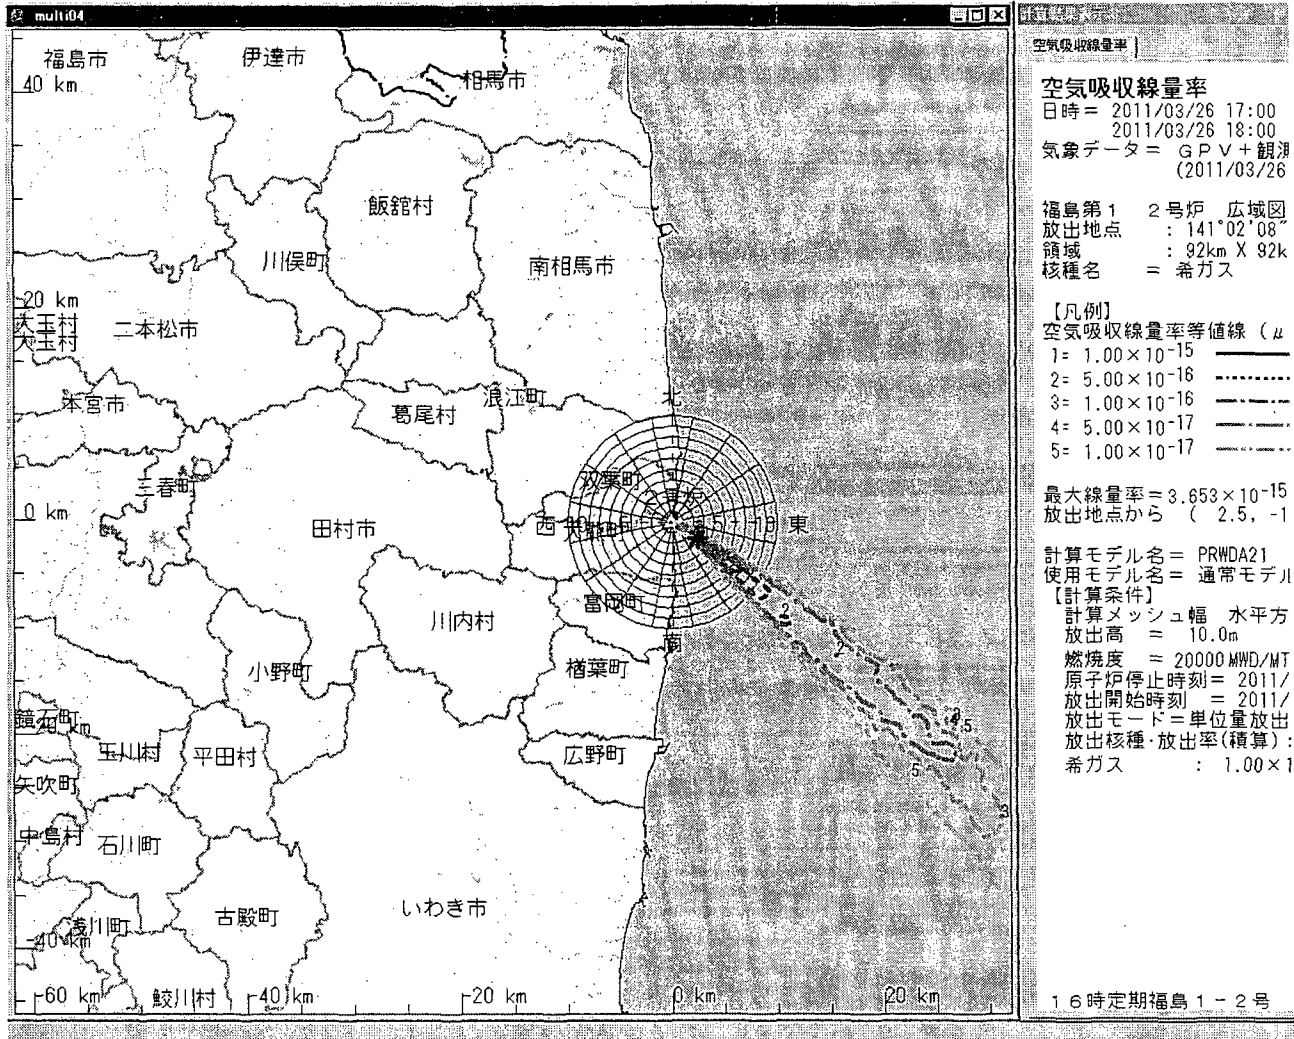 multi04
福島市
伊達市
相馬市
40 km
飯舘村
川俣町
南相馬市
20 km
大玉村
大玉村
二本松市
本宮市
葛尾村
浪江町
北
三春町
双葉町
0 km
田村市
西
東
富岡町
川内村
南
小野町
楢葉町
鏡石町
玉川村
平田村
広野町
矢吹町
中島村
石川町
いわき市
古殿町
浅川町
-40 km
鮫川村
-60 km
-40 km
-20 km
0 km
20 km
空気吸収線量率
空気吸収線量率
日時= 2011/03/26 17:00
2011/03/26 18:00
気象データ= GPV+観測
(2011/03/26
福島第1 2号炉 広域図
放出地点 : 141°02'08"
領域 : 92km X 92k
核種名 = 希ガス
【凡例】
空気吸収線量率等値線 (μ
1= 1.00×10-15
2= 5.00×10-16
3= 1.00×10-16
4= 5.00×10-17
5= 1.00×10-17
最大線量率=3.653×10-15
放出地点から ( 2.5, -1
計算モデル名= PRWDA21
使用モデル名= 通常モデル
【計算条件】
計算メッシュ幅 水平方
放出高 = 10.0m
燃焼度 = 20000MWD/MT
原子炉停止時刻= 2011/
放出開始時刻 = 2011/
放出モード=単位量放出
放出核種・放出率(積算):
希ガス : 1.00×1
16時定期福島1-2号